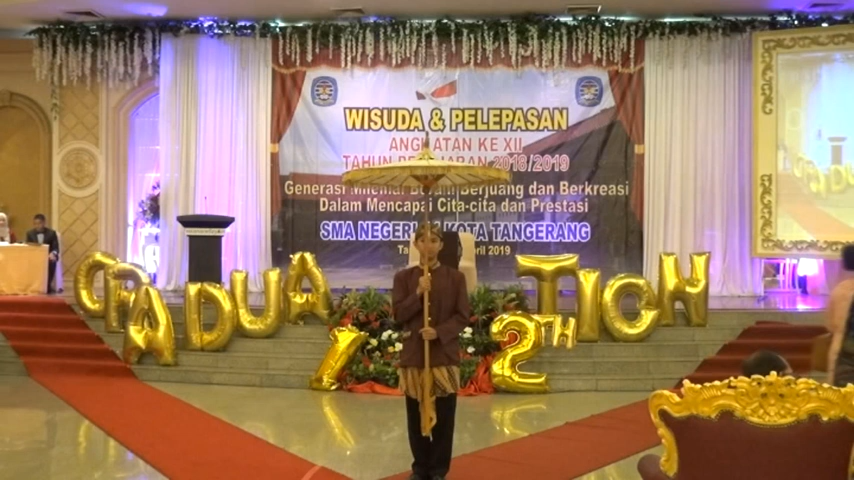 WISUDA & PELEPASAN
ANGKATAN KE XII
TAHUN 2018/2019
Generasi Milenial Berjuang dan Berkreasi
Dalam Mencapai Cita-cita dan Prestasi
SMA NEGERI KOTA TANGERANG
2019
GRADUATION
12TH